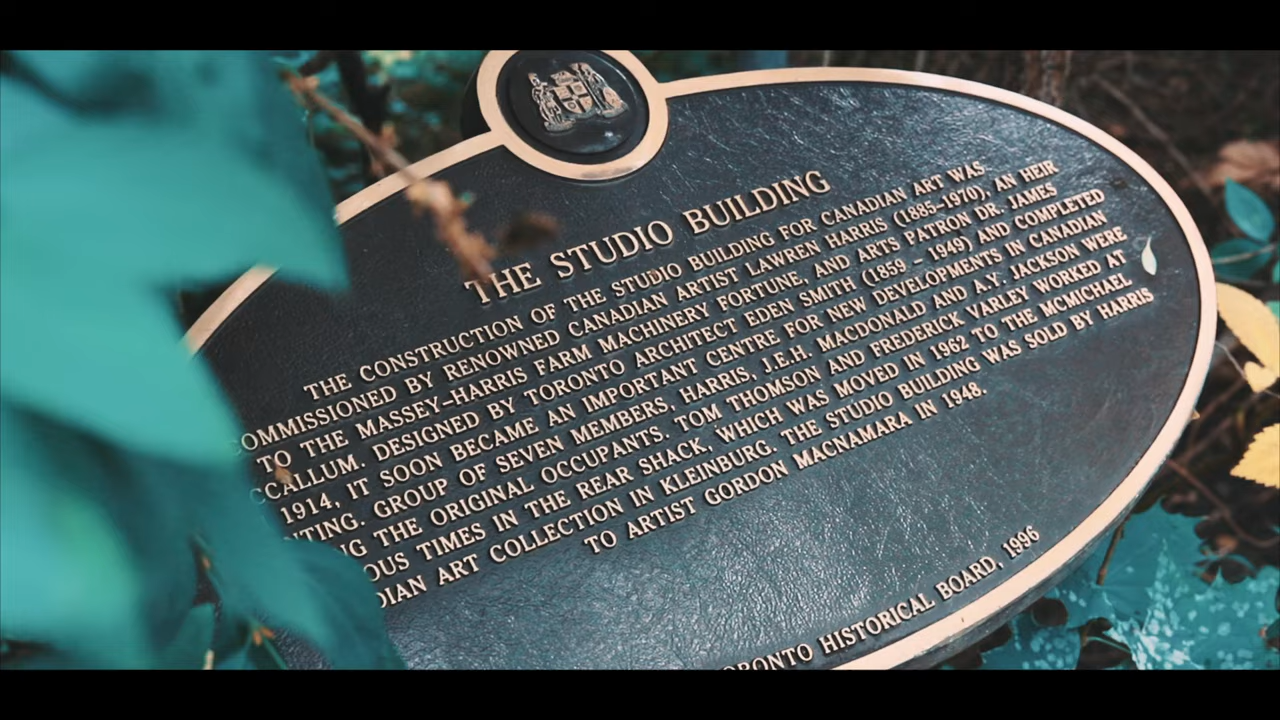 THE STUDIO BUILDING
THE CONSTRUCTION OF THE STUDIO BUILDING FOR CANADIAN ART WAS
OMMISSIONED BY RENOWNED CANADIAN ARTIST LAWREN HARRIS (1885-1970), AN HEIR
TO THE MASSEY-HARRIS FARM MACHINERY FORTUNE, AND ARTS PATRON DR. JAMES
CCALLUM. DESIGNED BY TORONTO ARCHITECT EDEN SMITH (1859 - 1949) AND COMPLETED
1914, IT SOON BECAME AN IMPORTANT CENTRE FOR NEW DEVELOPMENTS IN CANADIAN
NTING. GROUP OF SEVEN MEMBERS, HARRIS, J.E.H. MACDONALD AND A.Y. JACKSON WERE
NG THE ORIGINAL OCCUPANTS. TOM THOMSON AND FREDERICK VARLEY WORKED AT
OUS TIMES IN THE REAR SHACK, WHICH WAS MOVED IN 1962 TO THE MCMICHAEL
DIAN ART COLLECTION IN KLEINBURG. THE STUDIO BUILDING WAS SOLD BY HARRIS
TO ARTIST GORDON MACNAMARA IN 1948.
ORONTO HISTORICAL BOARD, 1996